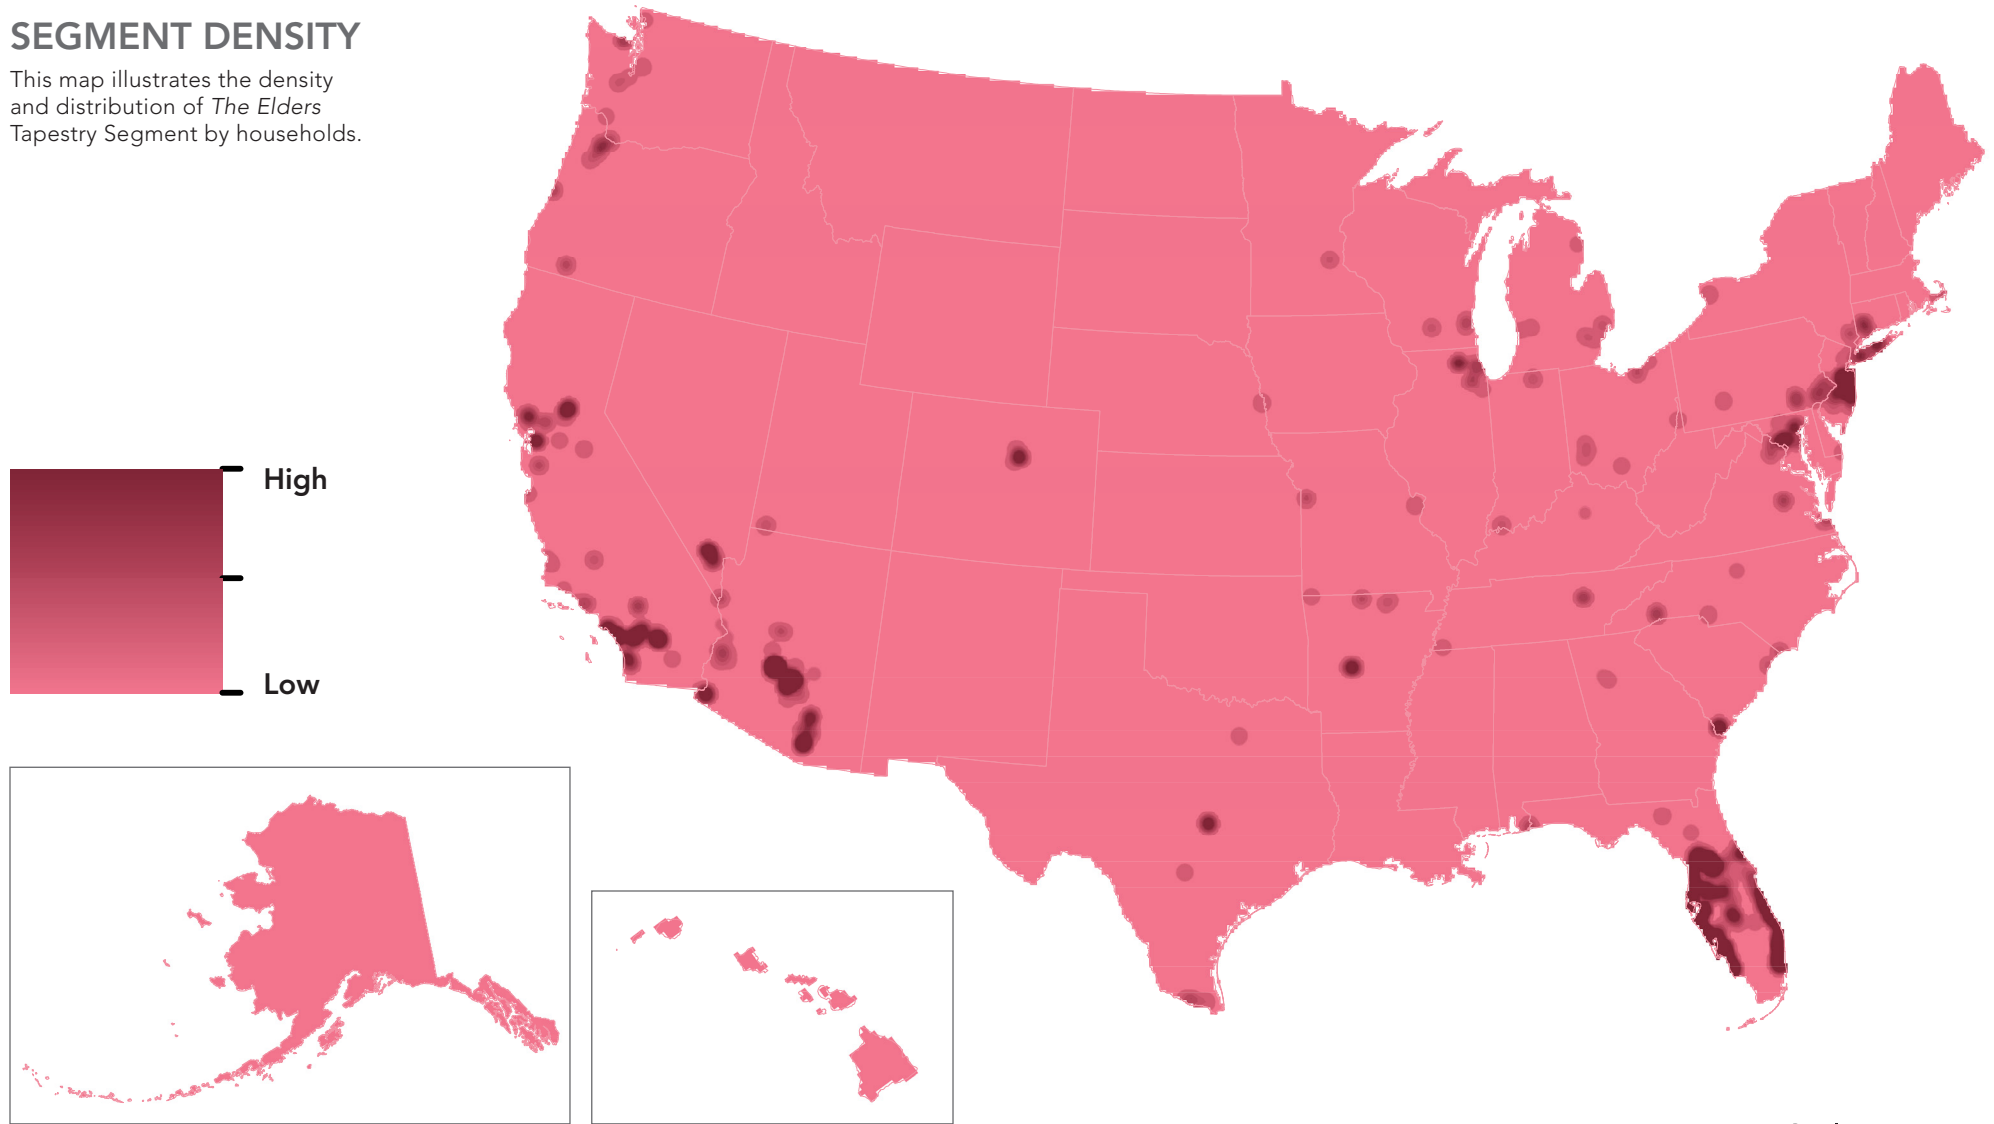 SEGMENT DENSITY
This map illustrates the density
and distribution of The Elders
Tapestry Segment by households.
High
Low